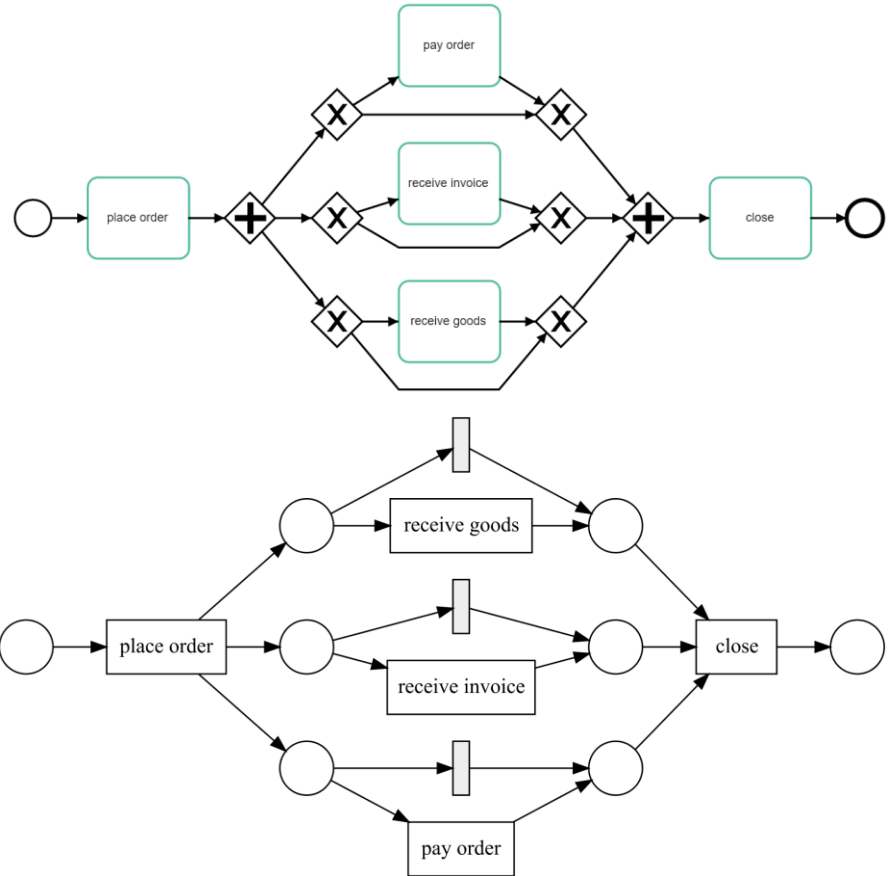 pay order
receive invoice
place order
close
receive goods
receive goods
place order
close
receive invoice
pay order